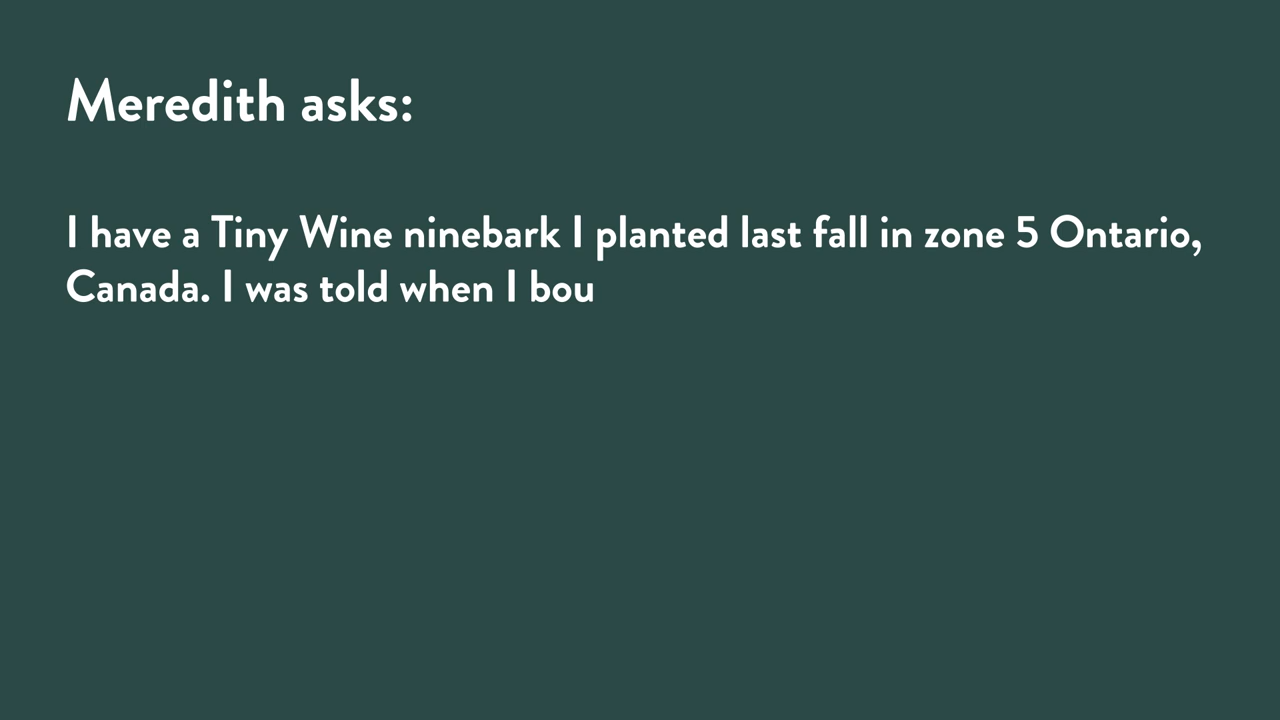 Meredith asks:
I have a Tiny Wine ninebark I planted last fall in zone 5 Ontario,
Canada. I was told when I bou